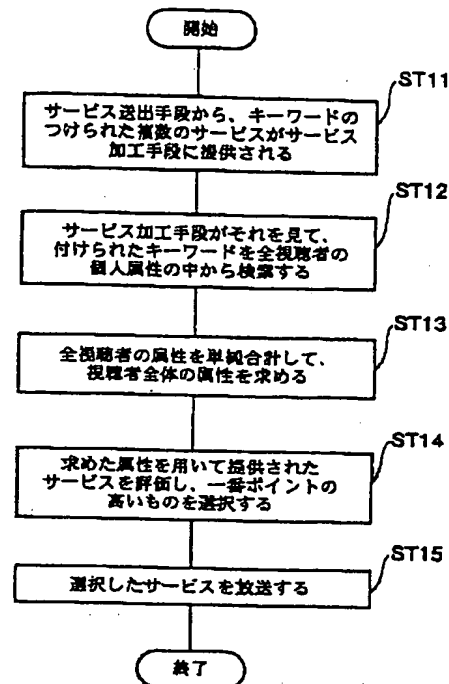 開始
ST11
サービス送出手段から、キーワードの
つけられた複数のサービスがサービス
加工手段に提供される
ST12
サービス加工手段がそれを見て、
付けられたキーワードを全視聴者の
個人属性の中から検索する
ST13
全視聴者の属性を単純合計して、
視聴者全体の属性を求める
ST14
求めた属性を用いて提供された
サービスを評価し、一番ポイントの
高いものを選択する
ST15
選択したサービスを放送する
終了